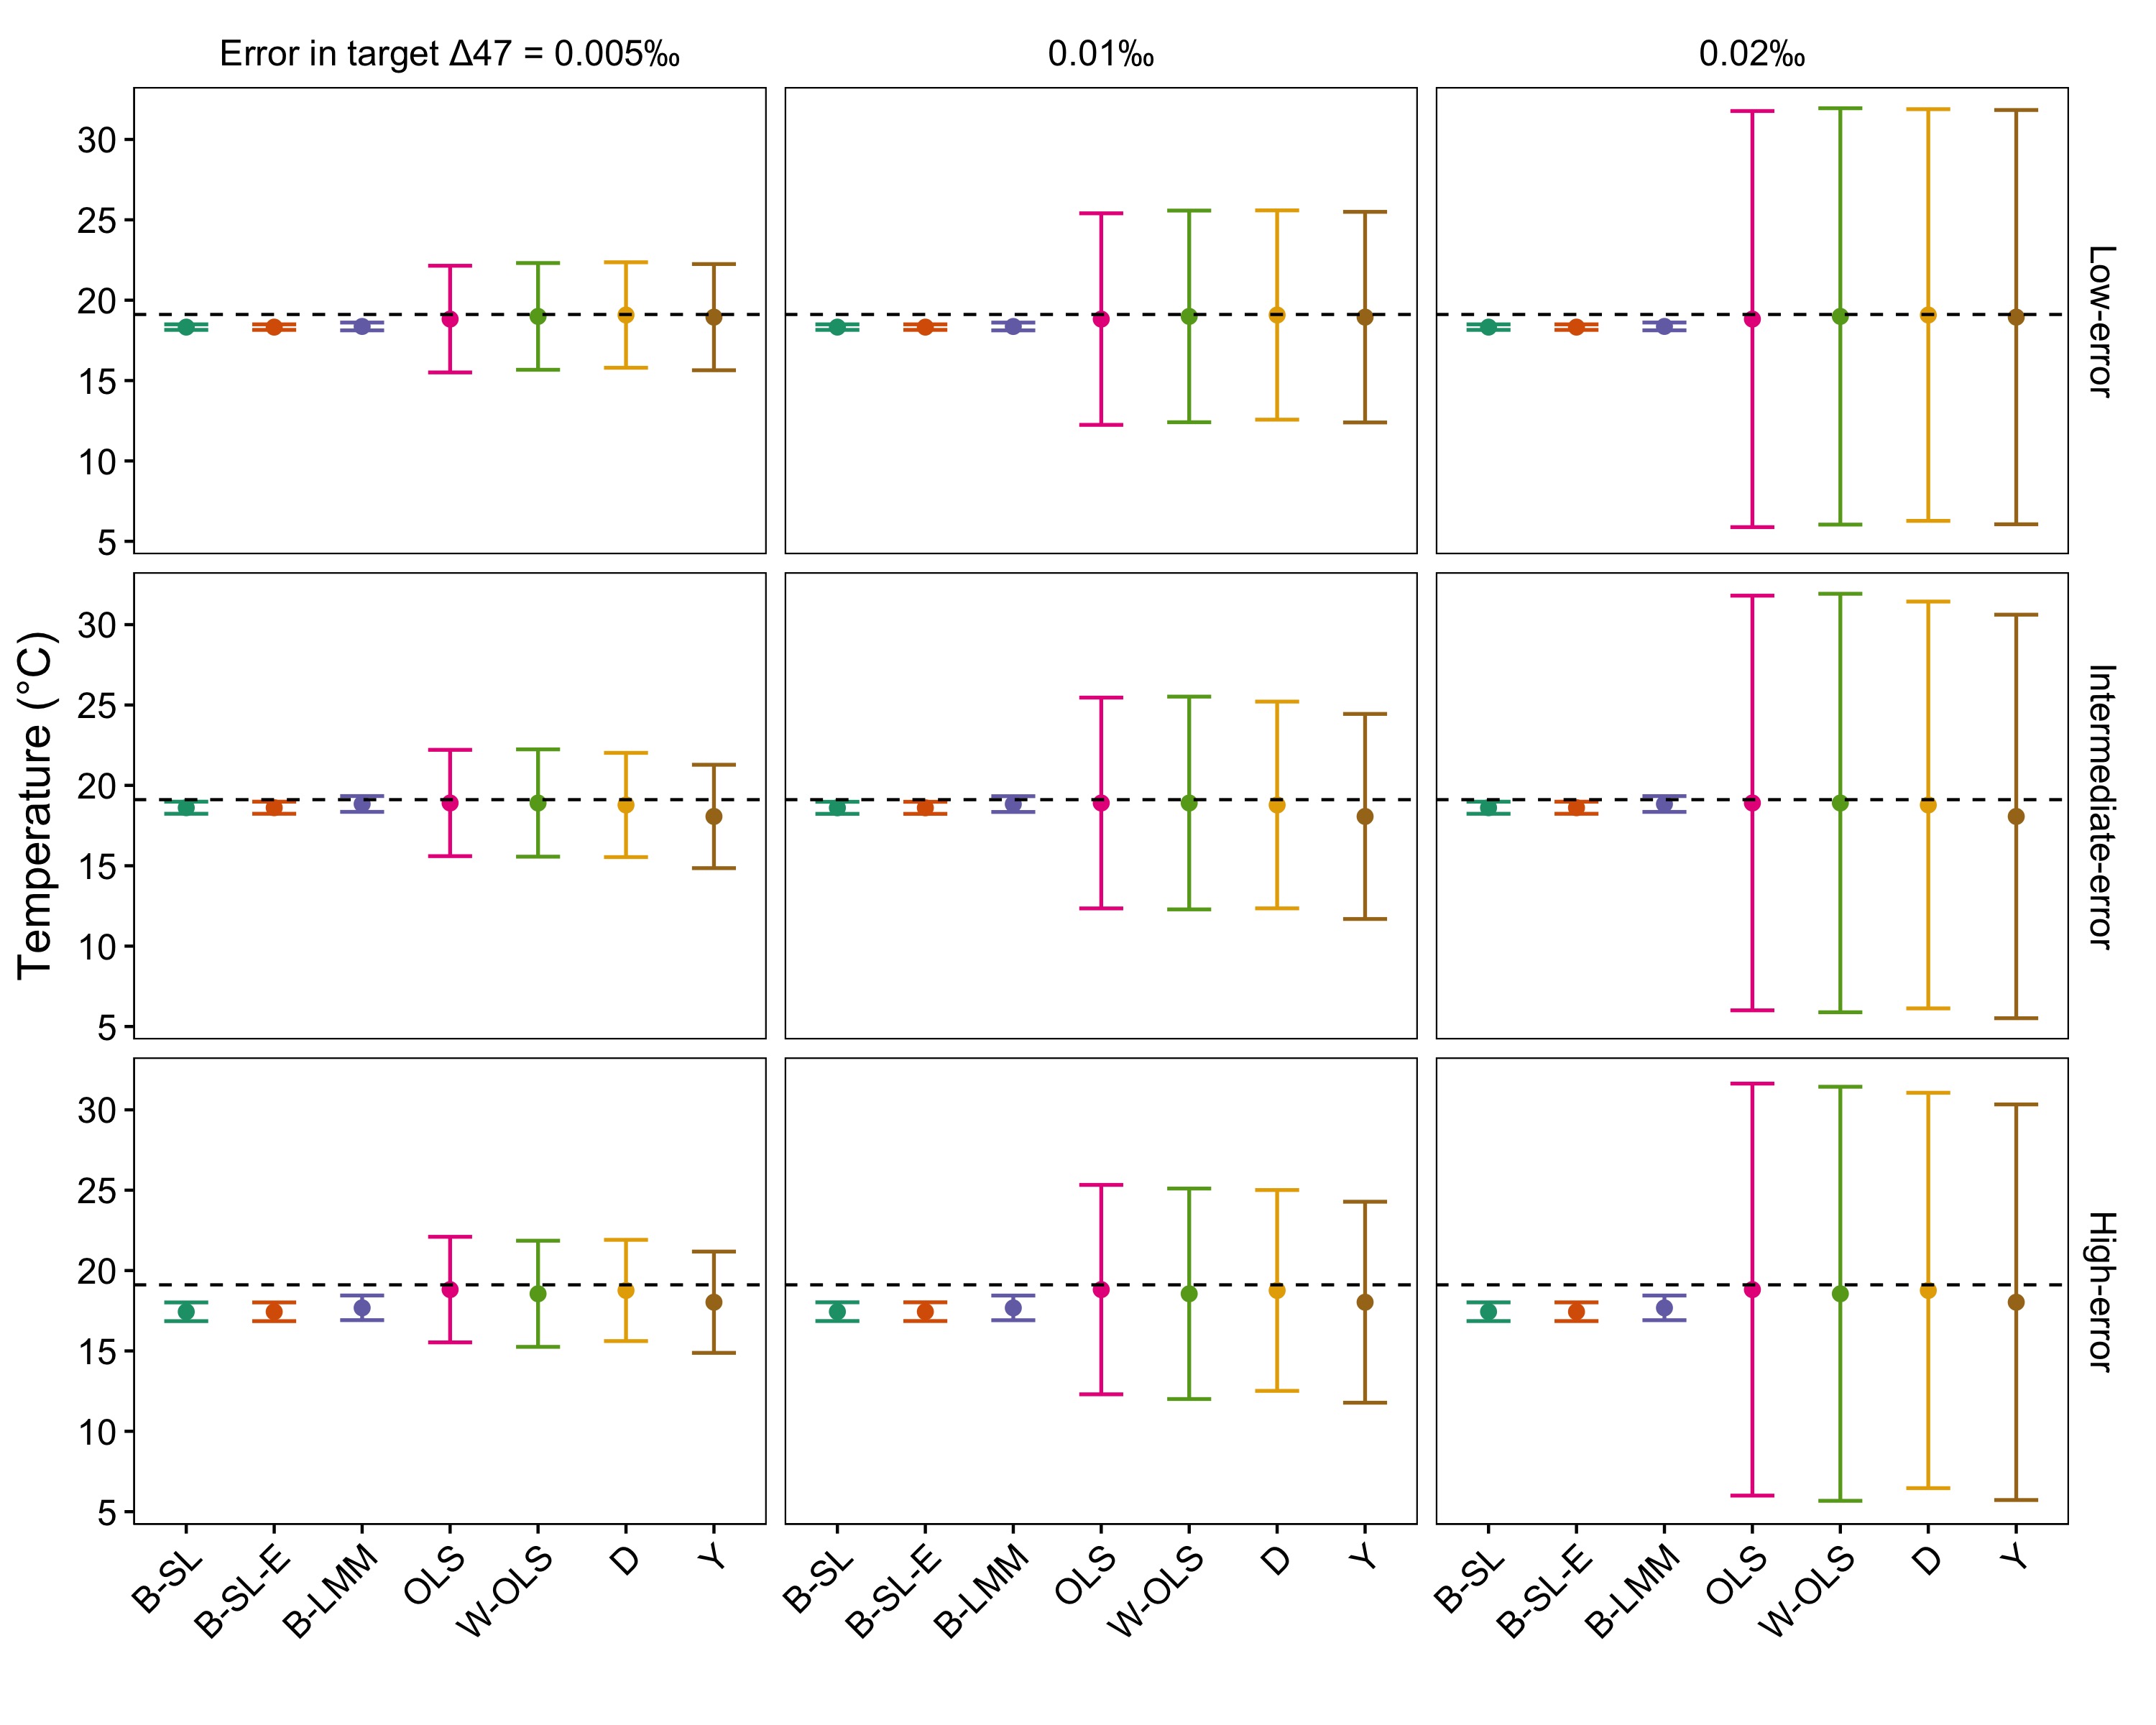 Error in target Δ47 = 0.005‰
0.01‰
0.02‰
30
25
20
15
10
5
Low-error
Temperature (°C)
30
25
20
15
10
5
Intermediate-error
30
25
20
15
10
5
High-error
B-SL
B-SL-E
B-LMM
OLS
W-OLS
D
Y
B-SL
B-SL-E
B-LMM
OLS
W-OLS
D
Y
B-SL
B-SL-E
B-LMM
OLS
W-OLS
D
Y